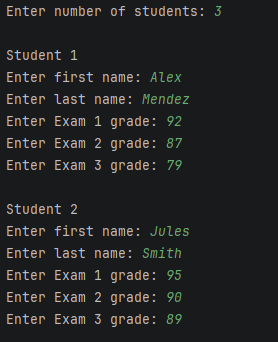 Enter number of students: 3
Student 1
Enter first name: Alex
Enter last name: Mendez
Enter Exam 1 grade: 92
Enter Exam 2 grade: 87
Enter Exam 3 grade: 79
Student 2
Enter first name: Jules
Enter last name: Smith
Enter Exam 1 grade: 95
Enter Exam 2 grade: 90
Enter Exam 3 grade: 89